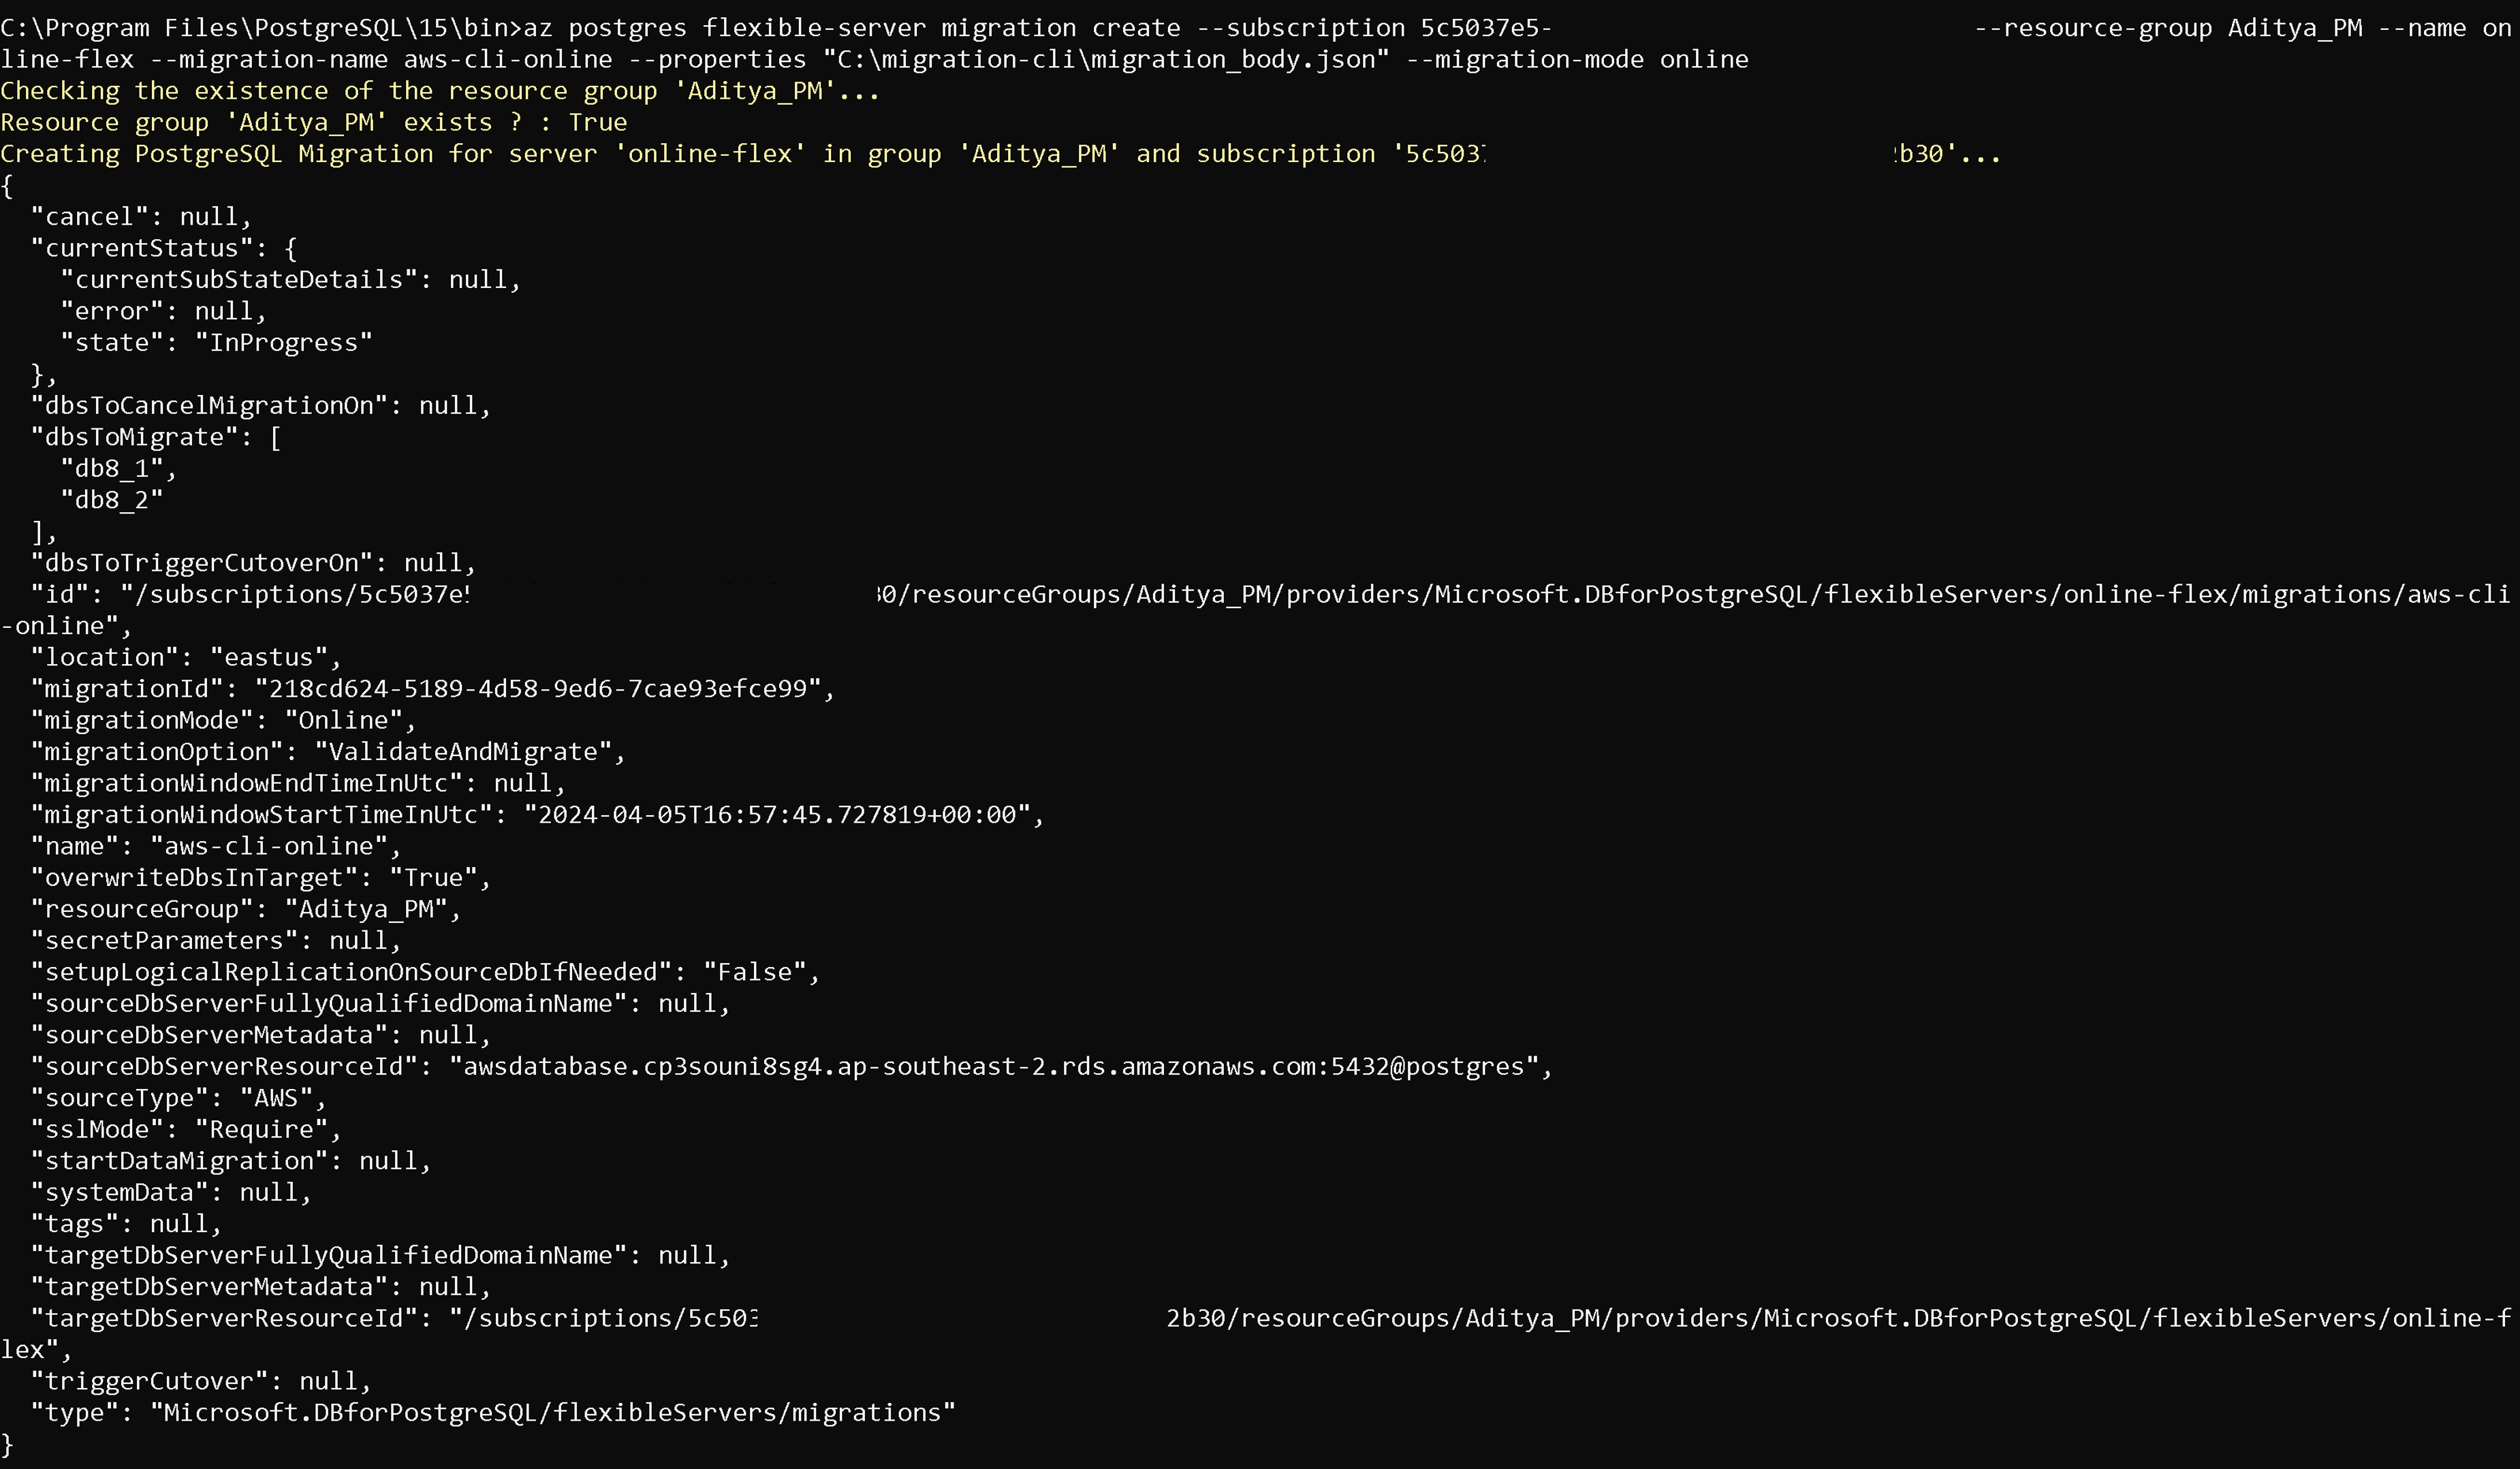 C:\Program Files\PostgreSQL\15\bin>az postgres flexible-server migration create --subscription 5c5037e5- --resource-group Aditya_PM --name on
line-flex --migration-name aws-cli-online --properties "C:\migration-cli\migration_body.json" --migration-mode online
Checking the existence of the resource group 'Aditya_PM'...
Resource group 'Aditya_PM' exists ? : True
Creating PostgreSQL Migration for server 'online-flex' in group 'Aditya_PM' and subscription '5c503 b30'...
{
  "cancel": null,
  "currentStatus": {
    "currentSubStateDetails": null,
    "error": null,
    "state": "InProgress"
  },
  "dbsToCancelMigrationOn": null,
  "dbsToMigrate": [
    "db8_1",
    "db8_2"
  ],
  "dbsToTriggerCutoverOn": null,
  "id": "/subscriptions/5c5037e 0/resourceGroups/Aditya_PM/providers/Microsoft.DBforPostgreSQL/flexibleServers/online-flex/migrations/aws-cli
-online",
  "location": "eastus",
  "migrationId": "218cd624-5189-4d58-9ed6-7cae93efce99",
  "migrationMode": "Online",
  "migrationOption": "ValidateAndMigrate",
  "migrationWindowEndTimeInUtc": null,
  "migrationWindowStartTimeInUtc": "2024-04-05T16:57:45.727819+00:00",
  "name": "aws-cli-online",
  "overwriteDbsInTarget": "True",
  "resourceGroup": "Aditya_PM",
  "secretParameters": null,
  "setupLogicalReplicationOnSourceDbIfNeeded": "False",
  "sourceDbServerFullyQualifiedDomainName": null,
  "sourceDbServerMetadata": null,
  "sourceDbServerResourceId": "awsdatabase.cp3souni8sg4.ap-southeast-2.rds.amazonaws.com:5432@postgres",
  "sourceType": "AWS",
  "sslMode": "Require",
  "startDataMigration": null,
  "systemData": null,
  "tags": null,
  "targetDbServerFullyQualifiedDomainName": null,
  "targetDbServerMetadata": null,
  "targetDbServerResourceId": "/subscriptions/5c503 2b30/resourceGroups/Aditya_PM/providers/Microsoft.DBforPostgreSQL/flexibleServers/online-f
lex",
  "triggerCutover": null,
  "type": "Microsoft.DBforPostgreSQL/flexibleServers/migrations"
}